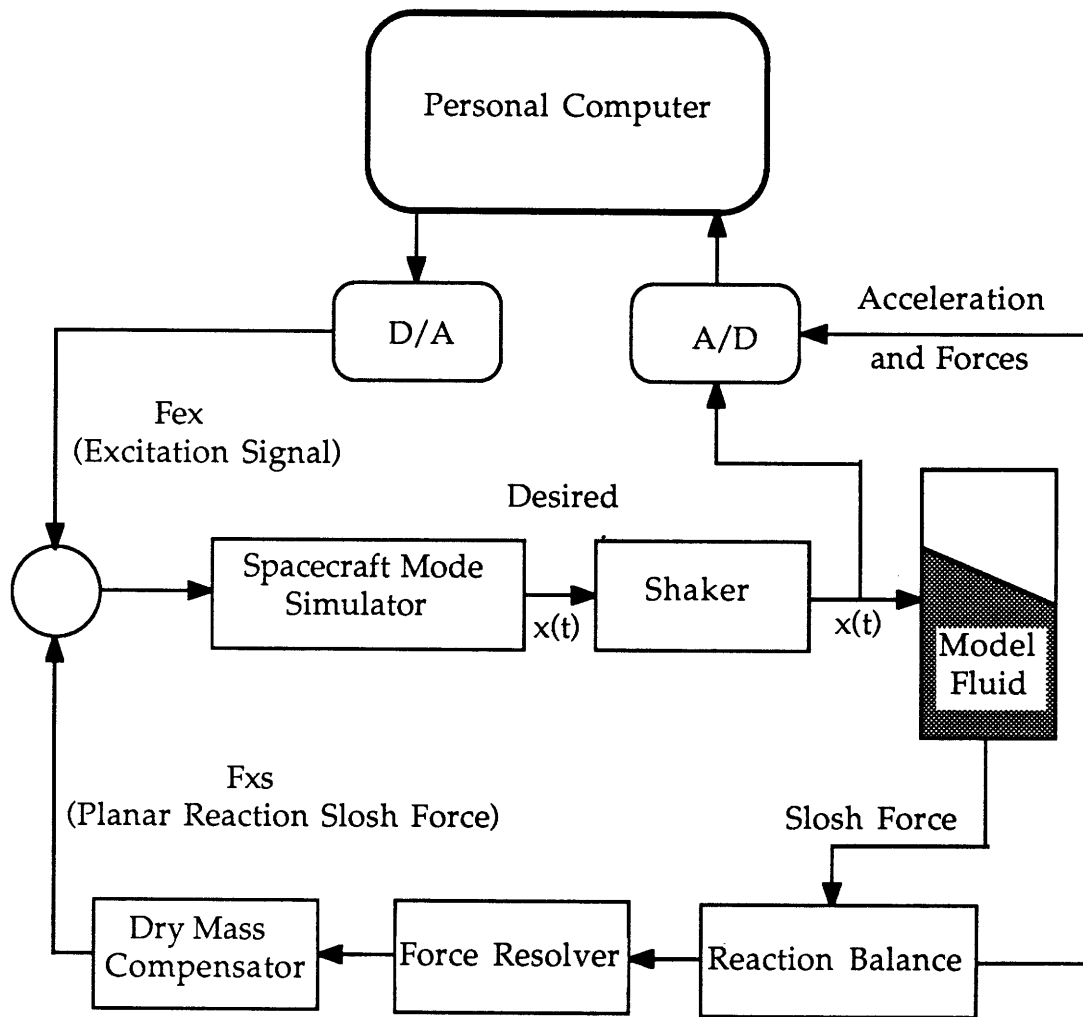 Personal Computer
D/A
A/D
Acceleration
and Forces
Fex
(Excitation Signal)
Desired
Spacecraft Mode
Simulator
x(t)
Shaker
x(t)
Model
Fluid
Fxs
(Planar Reaction Slosh Force)
Slosh Force
Dry Mass
Compensator
Force Resolver
Reaction Balance